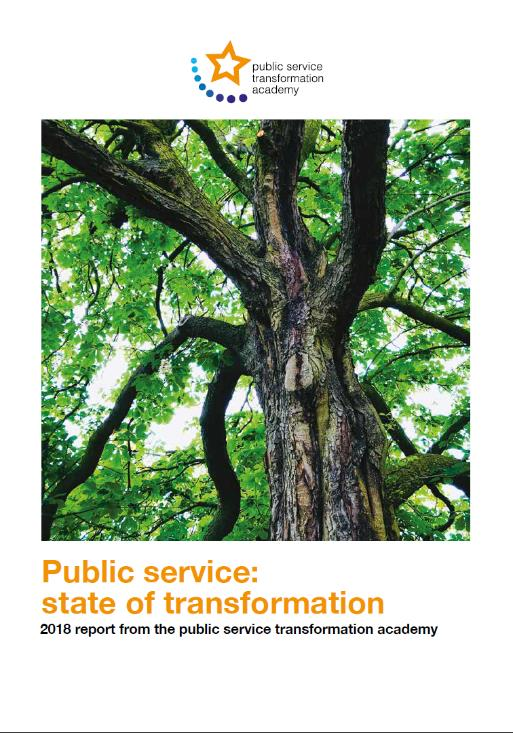 public service
transformation
academy
Public service:
state of transformation
2018 report from the public service transformation academy